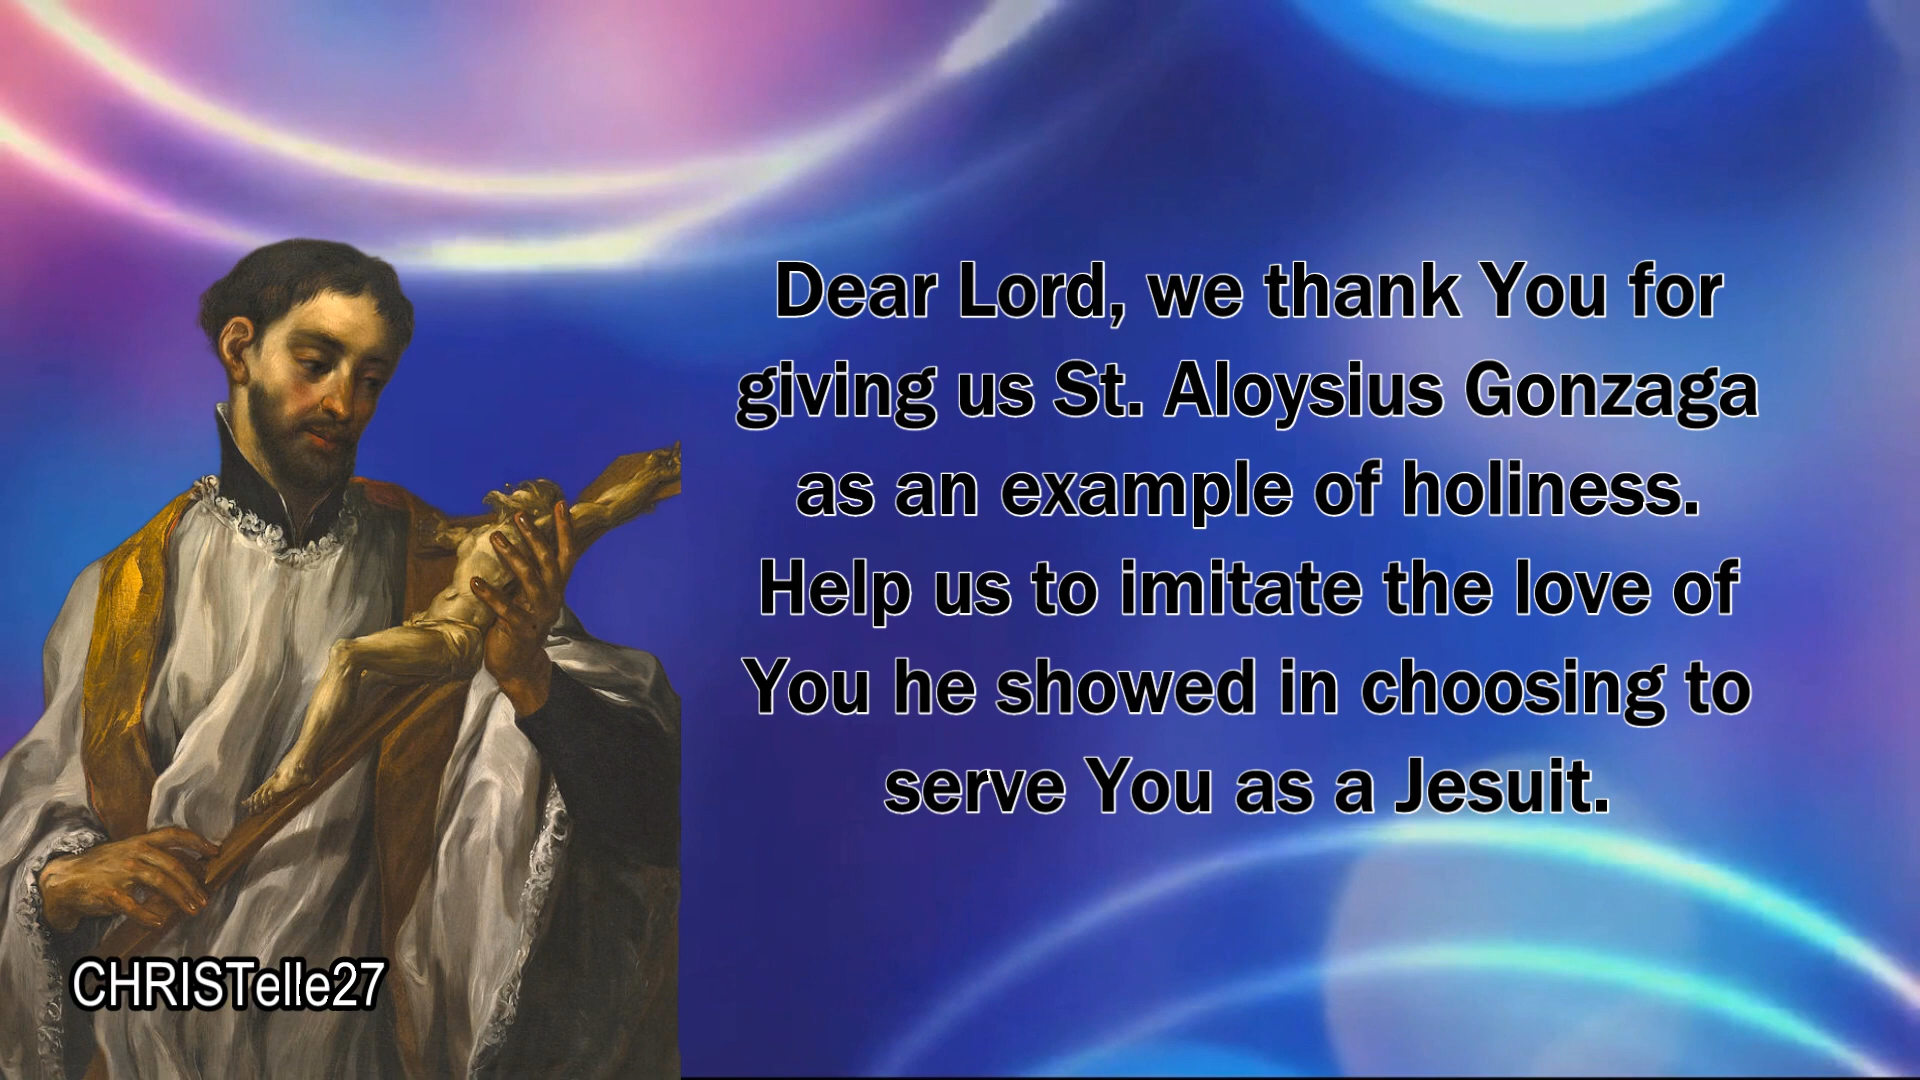 Dear Lord, we thank You for
giving us St. Aloysius Gonzaga
as an example of holiness.
Help us to imitate the love of
You he showed in choosing to
serve You as a Jesuit.
CHRISTelle27